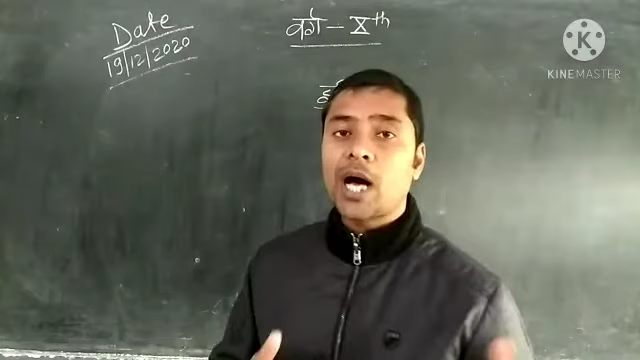 Date
19/12/2020
वर्ग - Xth
KINEMASTER